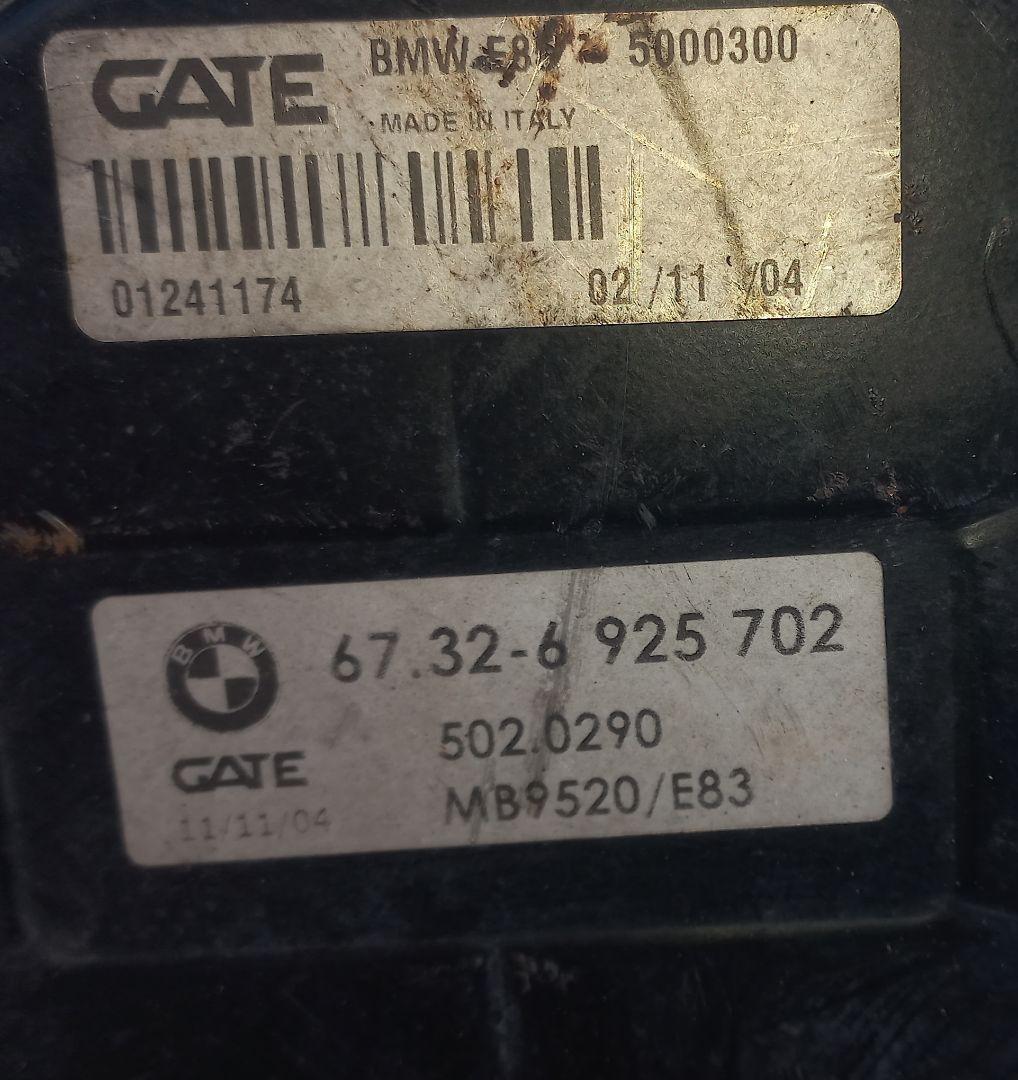 GATE
BMW 5000300
MADE IN ITALY
01241174
02/11/04
BMW
67.32-6 925 702
GATE
502.0290
11/11/04
MB9520/E83